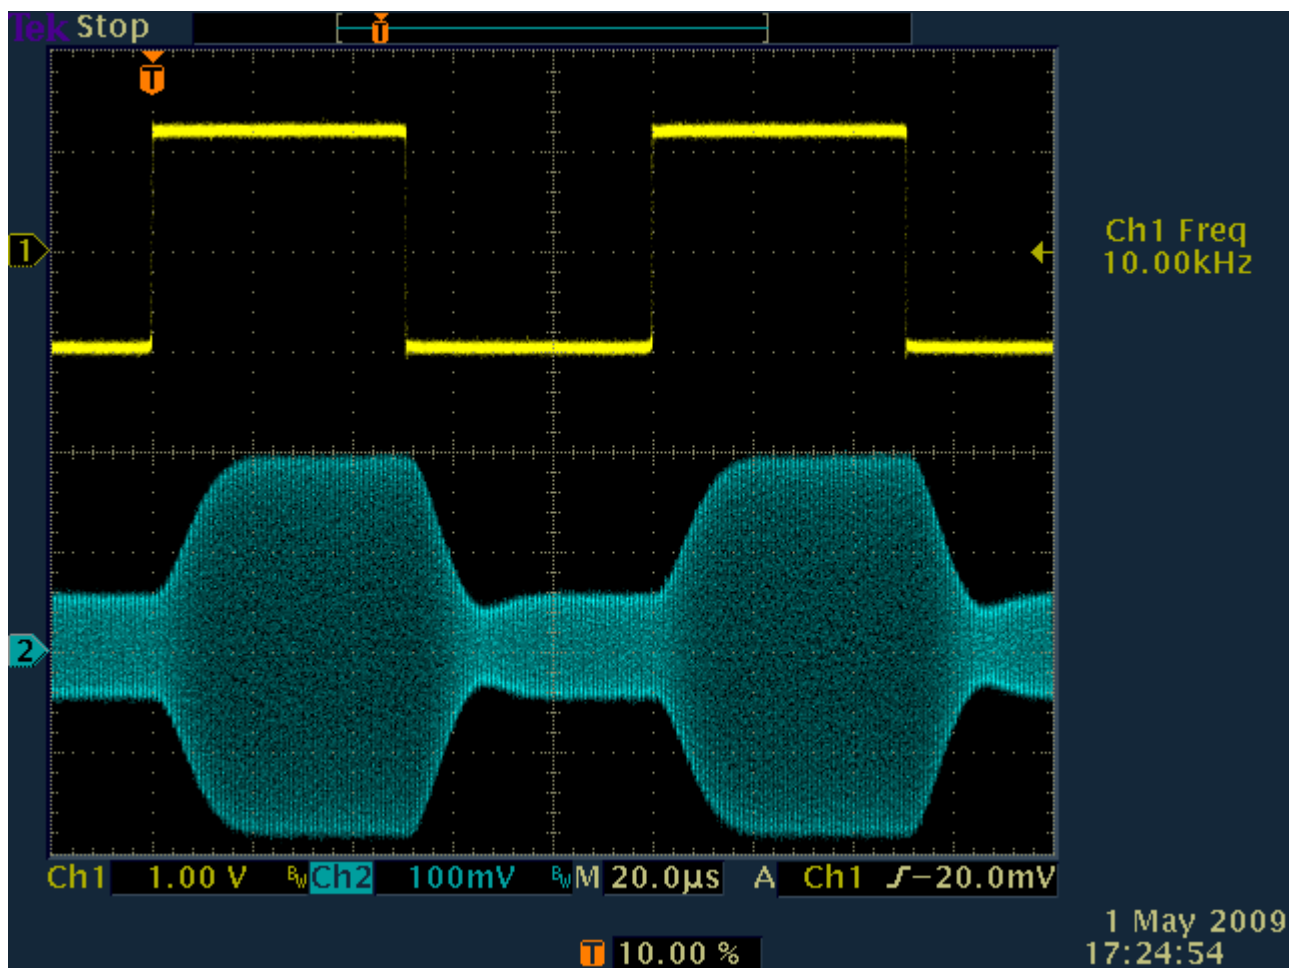 Tek Stop
T
T
1
Ch1 Freq
10.00kHz
2
Ch1 1.00 V BW Ch2 100mV BW M 20.0µs A Ch1 ʃ−20.0mV
T 10.00 %
1 May 2009
17:24:54